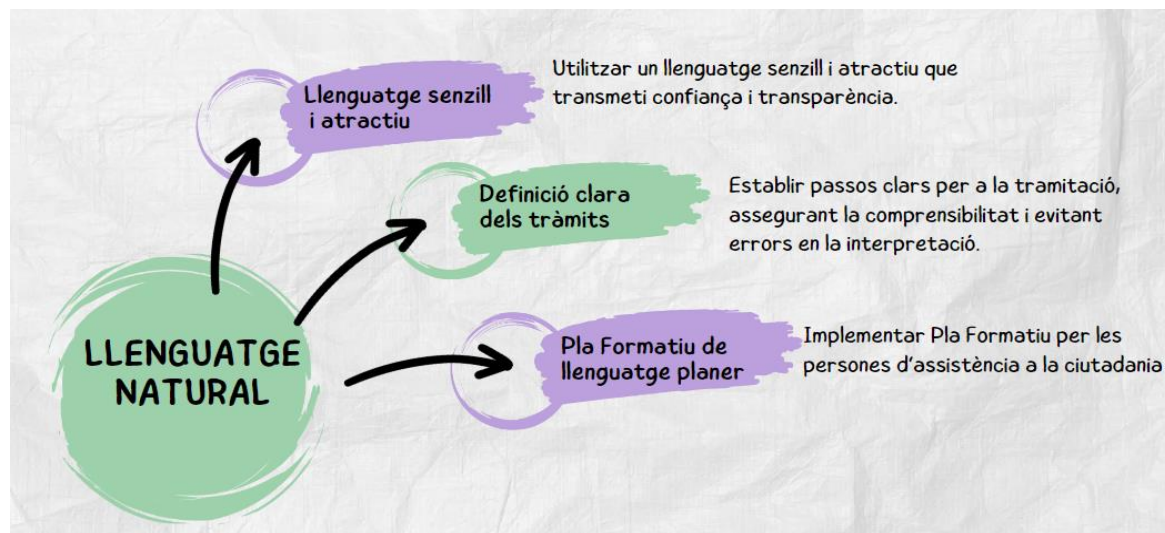 Llenguatge senzill
i atractiu
Utilitzar un llenguatge senzill i atractiu que
transmeti confiança i transparència.
Definició clara
dels tràmits
Establir passos clars per a la tramitació,
assegurant la comprensibilitat i evitant
errors en la interpretació.
LLENGUATGE
NATURAL
Pla Formatiu de
llenguatge planer
Implementar Pla Formatiu per les
persones d'assistència a la ciutadania